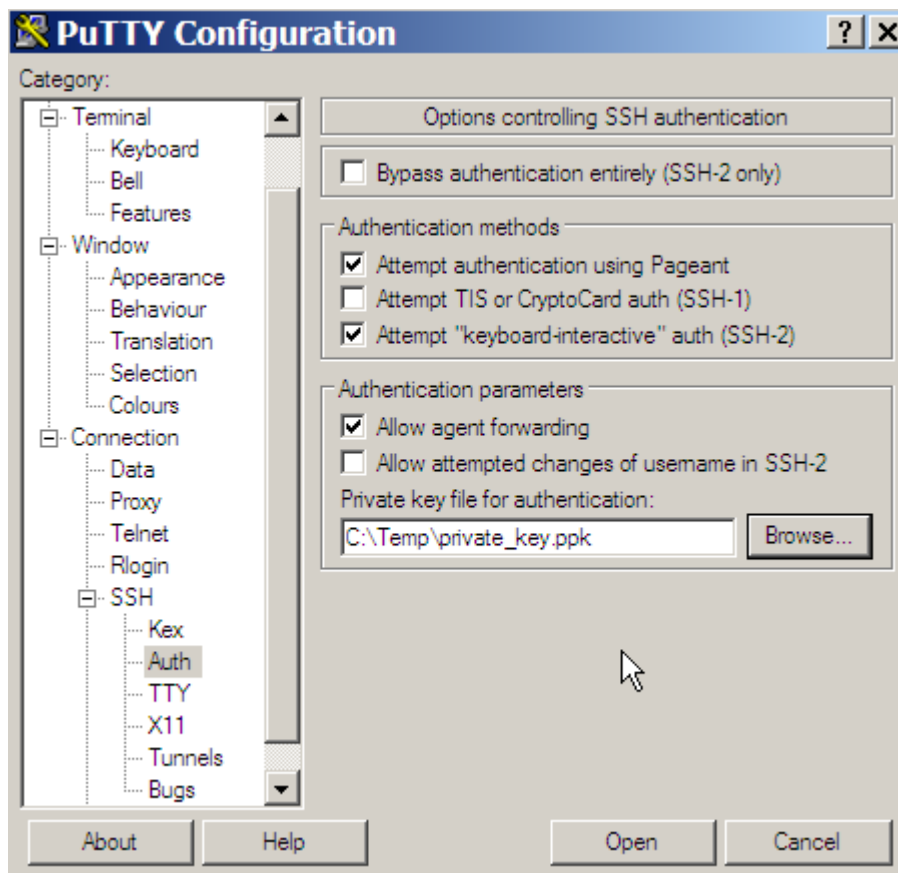 PuTTY Configuration
?
Category:
Terminal
Keyboard
Bell
Features
Window
Appearance
Behaviour
Translation
Selection
Colours
Connection
Data
Proxy
Telnet
Rlogin
SSH
Kex
Auth
TTY
X11
Tunnels
Bugs
Options controlling SSH authentication
Bypass authentication entirely (SSH-2 only)
Authentication methods
Attempt authentication using Pageant
Attempt TIS or CryptoCard auth (SSH-1)
Attempt "keyboard-interactive" auth (SSH-2)
Authentication parameters
Allow agent forwarding
Allow attempted changes of username in SSH-2
Private key file for authentication:
C:\Temp\private_key.ppk Browse...
About Help Open Cancel